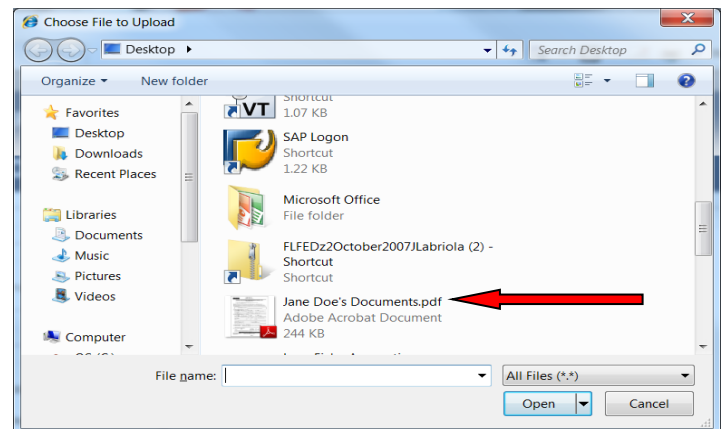 Choose File to Upload
Desktop
Search Desktop
Organize
New folder
Favorites
Desktop
Downloads
Recent Places
Libraries
Documents
Music
Pictures
Videos
Computer
VT
Shortcut
1.07 KB
SAP Logon
Shortcut
1.22 KB
Microsoft Office
File folder
FLFEDz2October2007JLabriola (2) -
Shortcut
Shortcut
Jane Doe's Documents.pdf
Adobe Acrobat Document
244 KB
File name:
All Files (*.*)
Open
Cancel